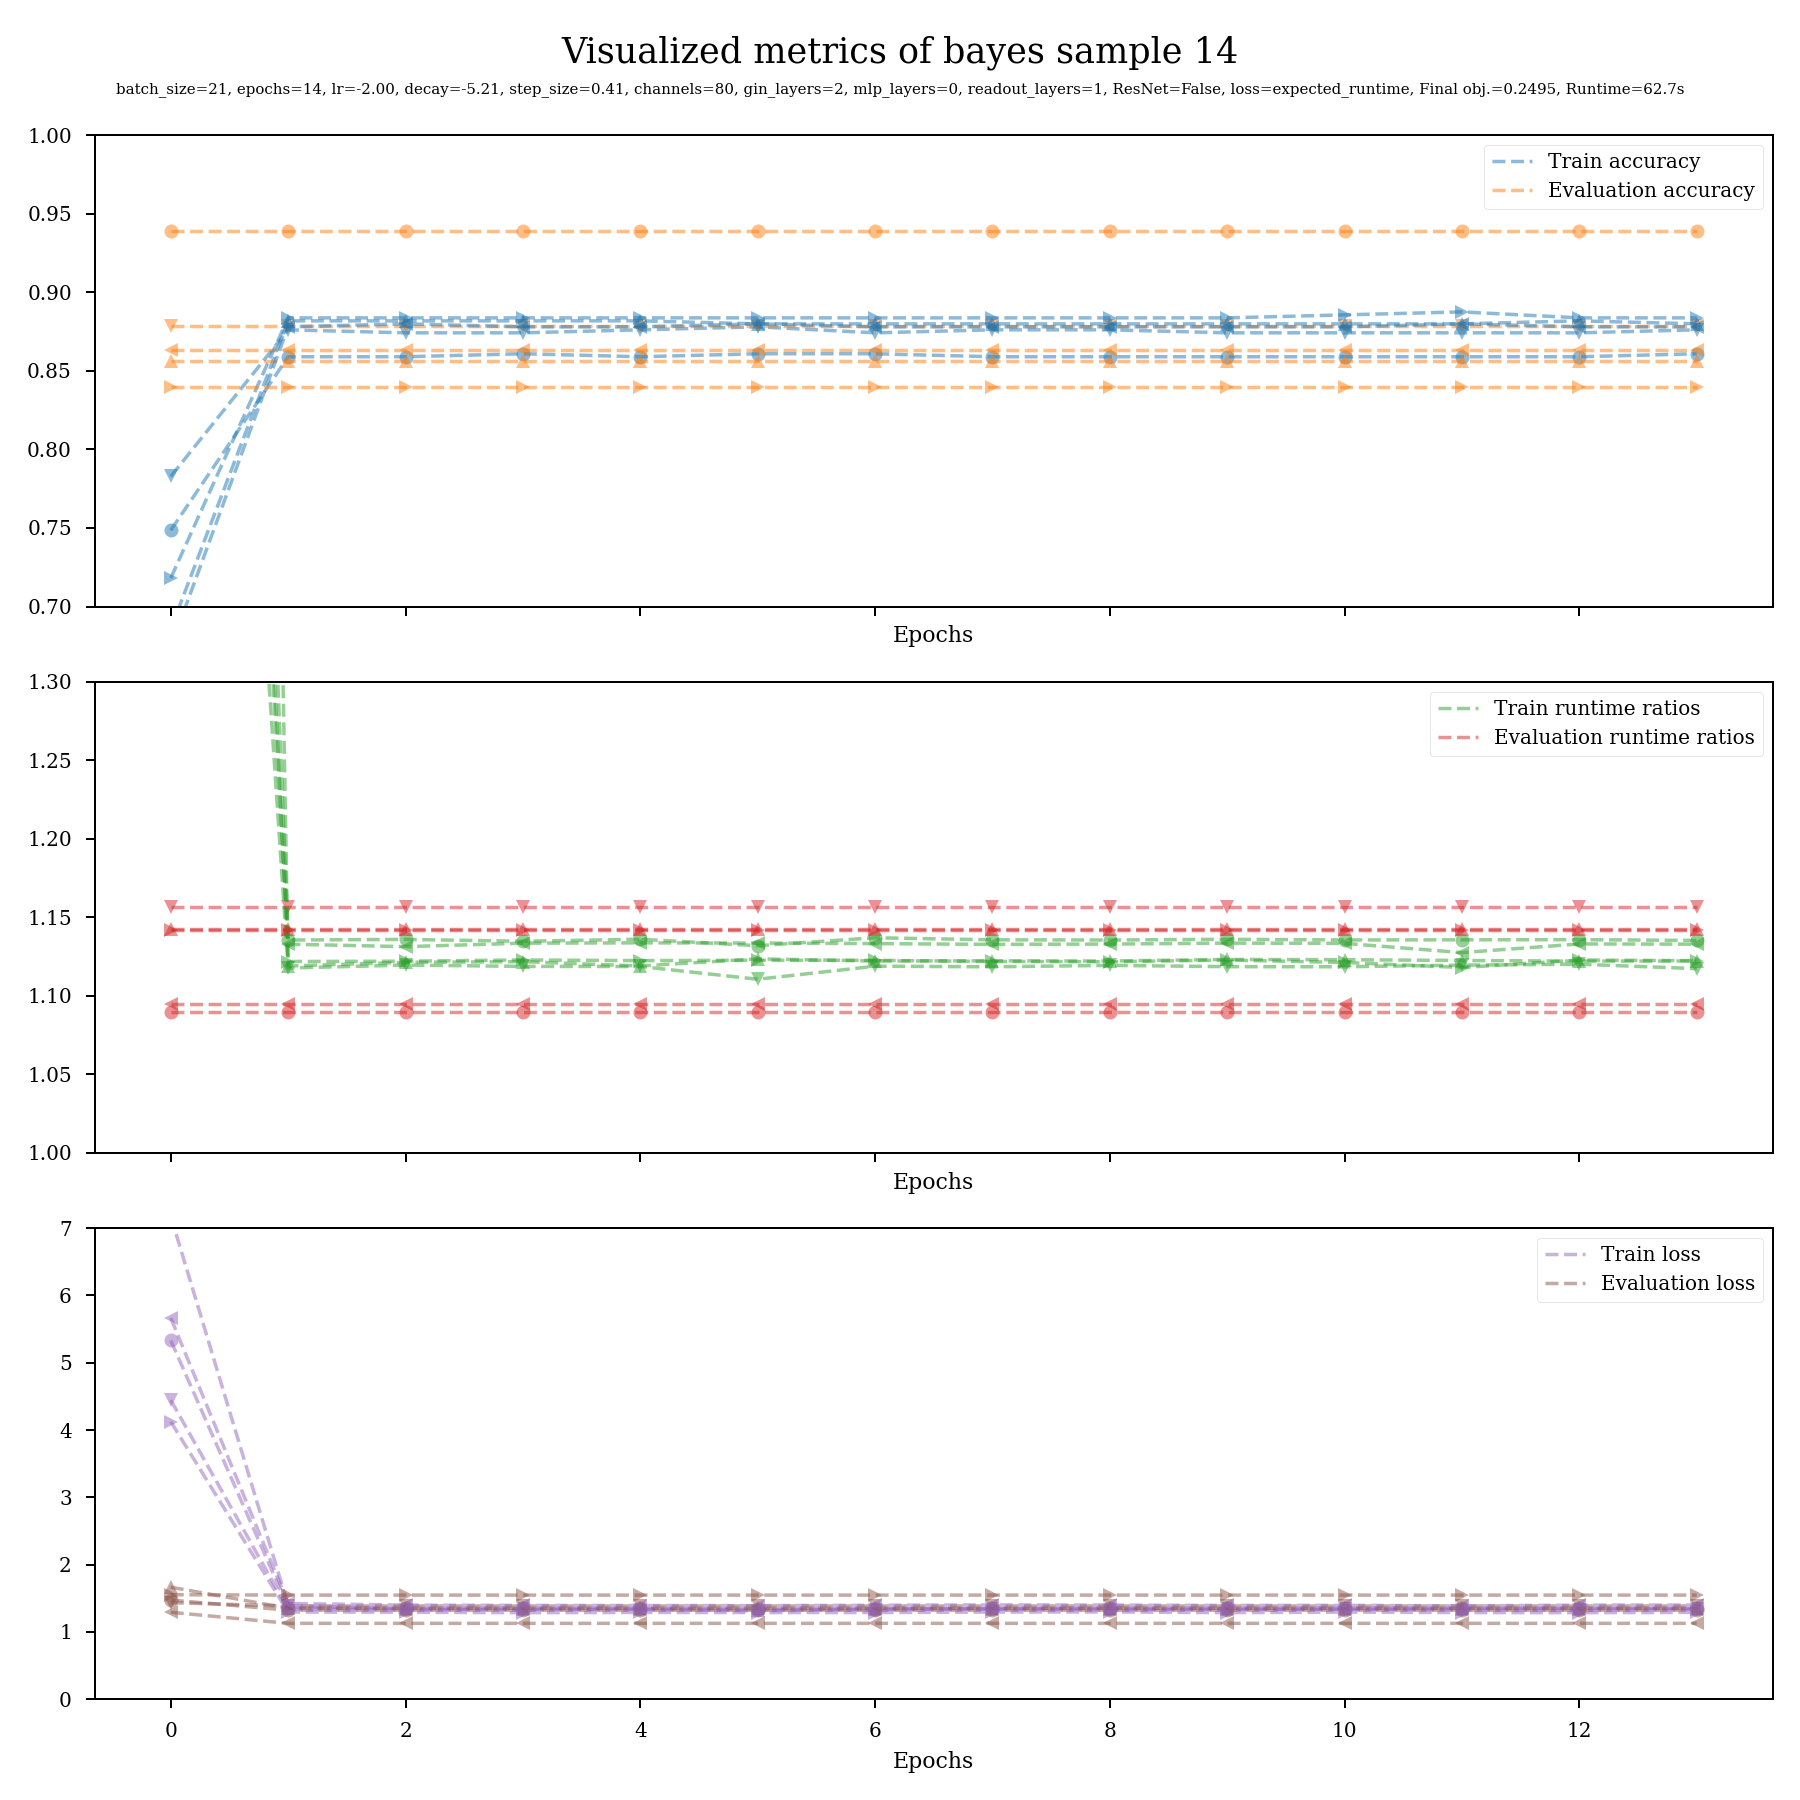 Visualized metrics of bayes sample 14
batch_size=21, epochs=14, lr=-2.00, decay=-5.21, step_size=0.41, channels=80, gin_layers=2, mlp_layers=0, readout_layers=1, ResNet=False, loss=expected_runtime, Final obj.=0.2495, Runtime=62.7s
1.00
0.95
0.90
0.85
0.80
0.75
0.70
Train accuracy
Evaluation accuracy
Epochs
1.30
1.25
1.20
1.15
1.10
1.05
1.00
Train runtime ratios
Evaluation runtime ratios
Epochs
7
6
5
4
3
2
1
0
Train loss
Evaluation loss
0 2 4 6 8 10 12
Epochs